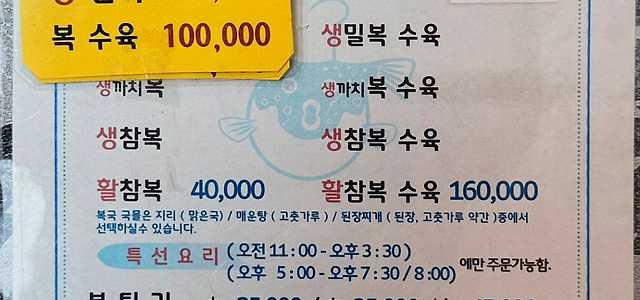 복 수육 100,000
생밀복 수육
생까치복 생까치복 수육
생참복 생참복 수육
활참복 40,000 활참복 수육 160,000
복국 국물은 지리 ( 맑은국) / 매운탕 ( 고춧가루 ) / 된장찌개 ( 된장, 고춧가루 약간 )중에서
선택하실수 있습니다.
특 선 요 리 ( 오전 11 : 00 - 오후 3 : 30 )
( 오후 5:00 - 오후 7:30 / 8:00) 에만 주문가능함.